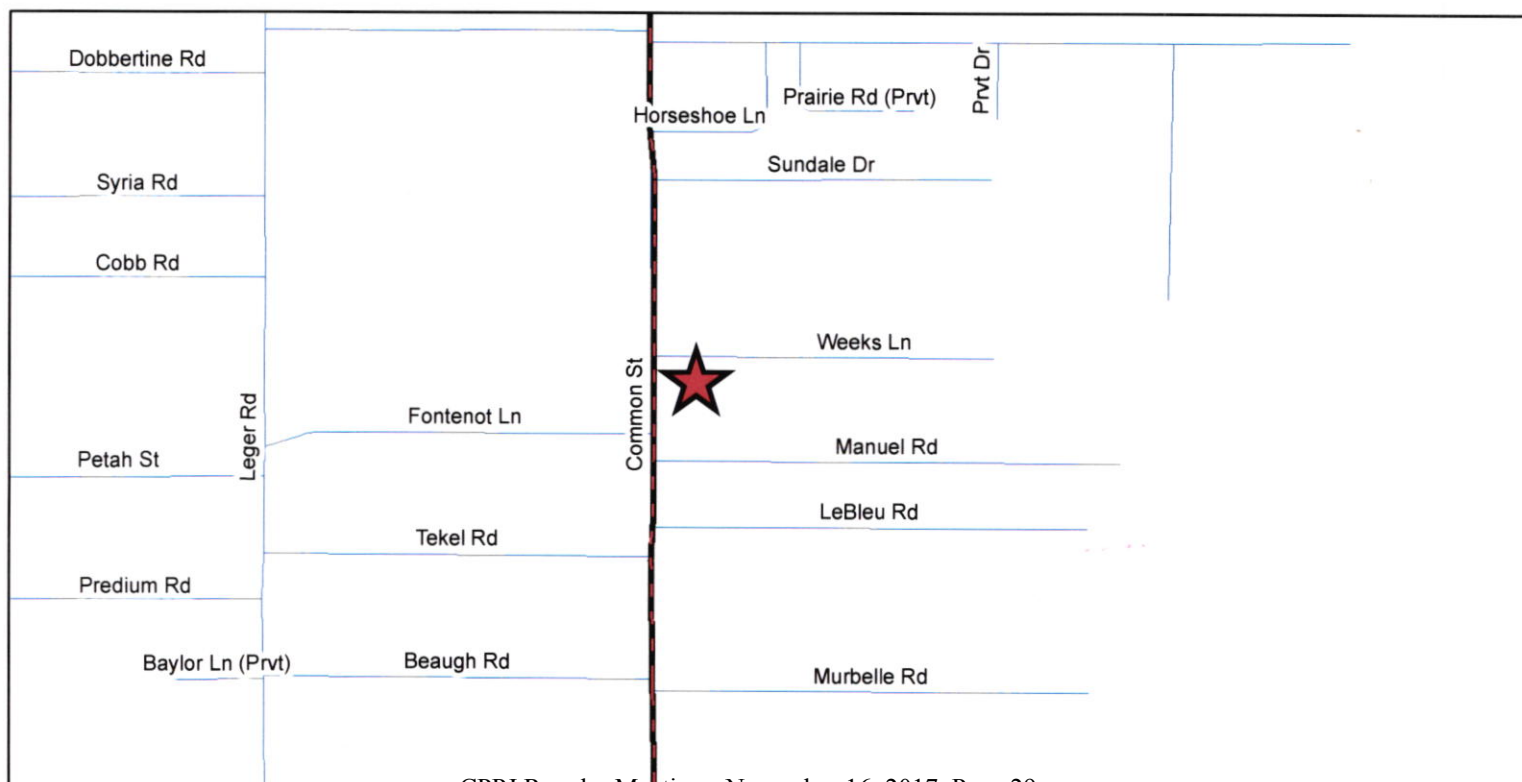 Dobbertine Rd
Prvt Dr
Prairie Rd (Prvt)
Horseshoe Ln
Sundale Dr
Syria Rd
Cobb Rd
Weeks Ln
Common St
Leger Rd
Fontenot Ln
Manuel Rd
Petah St
LeBleu Rd
Tekel Rd
Predium Rd
Baylor Ln (Prvt)
Beaugh Rd
Murbelle Rd